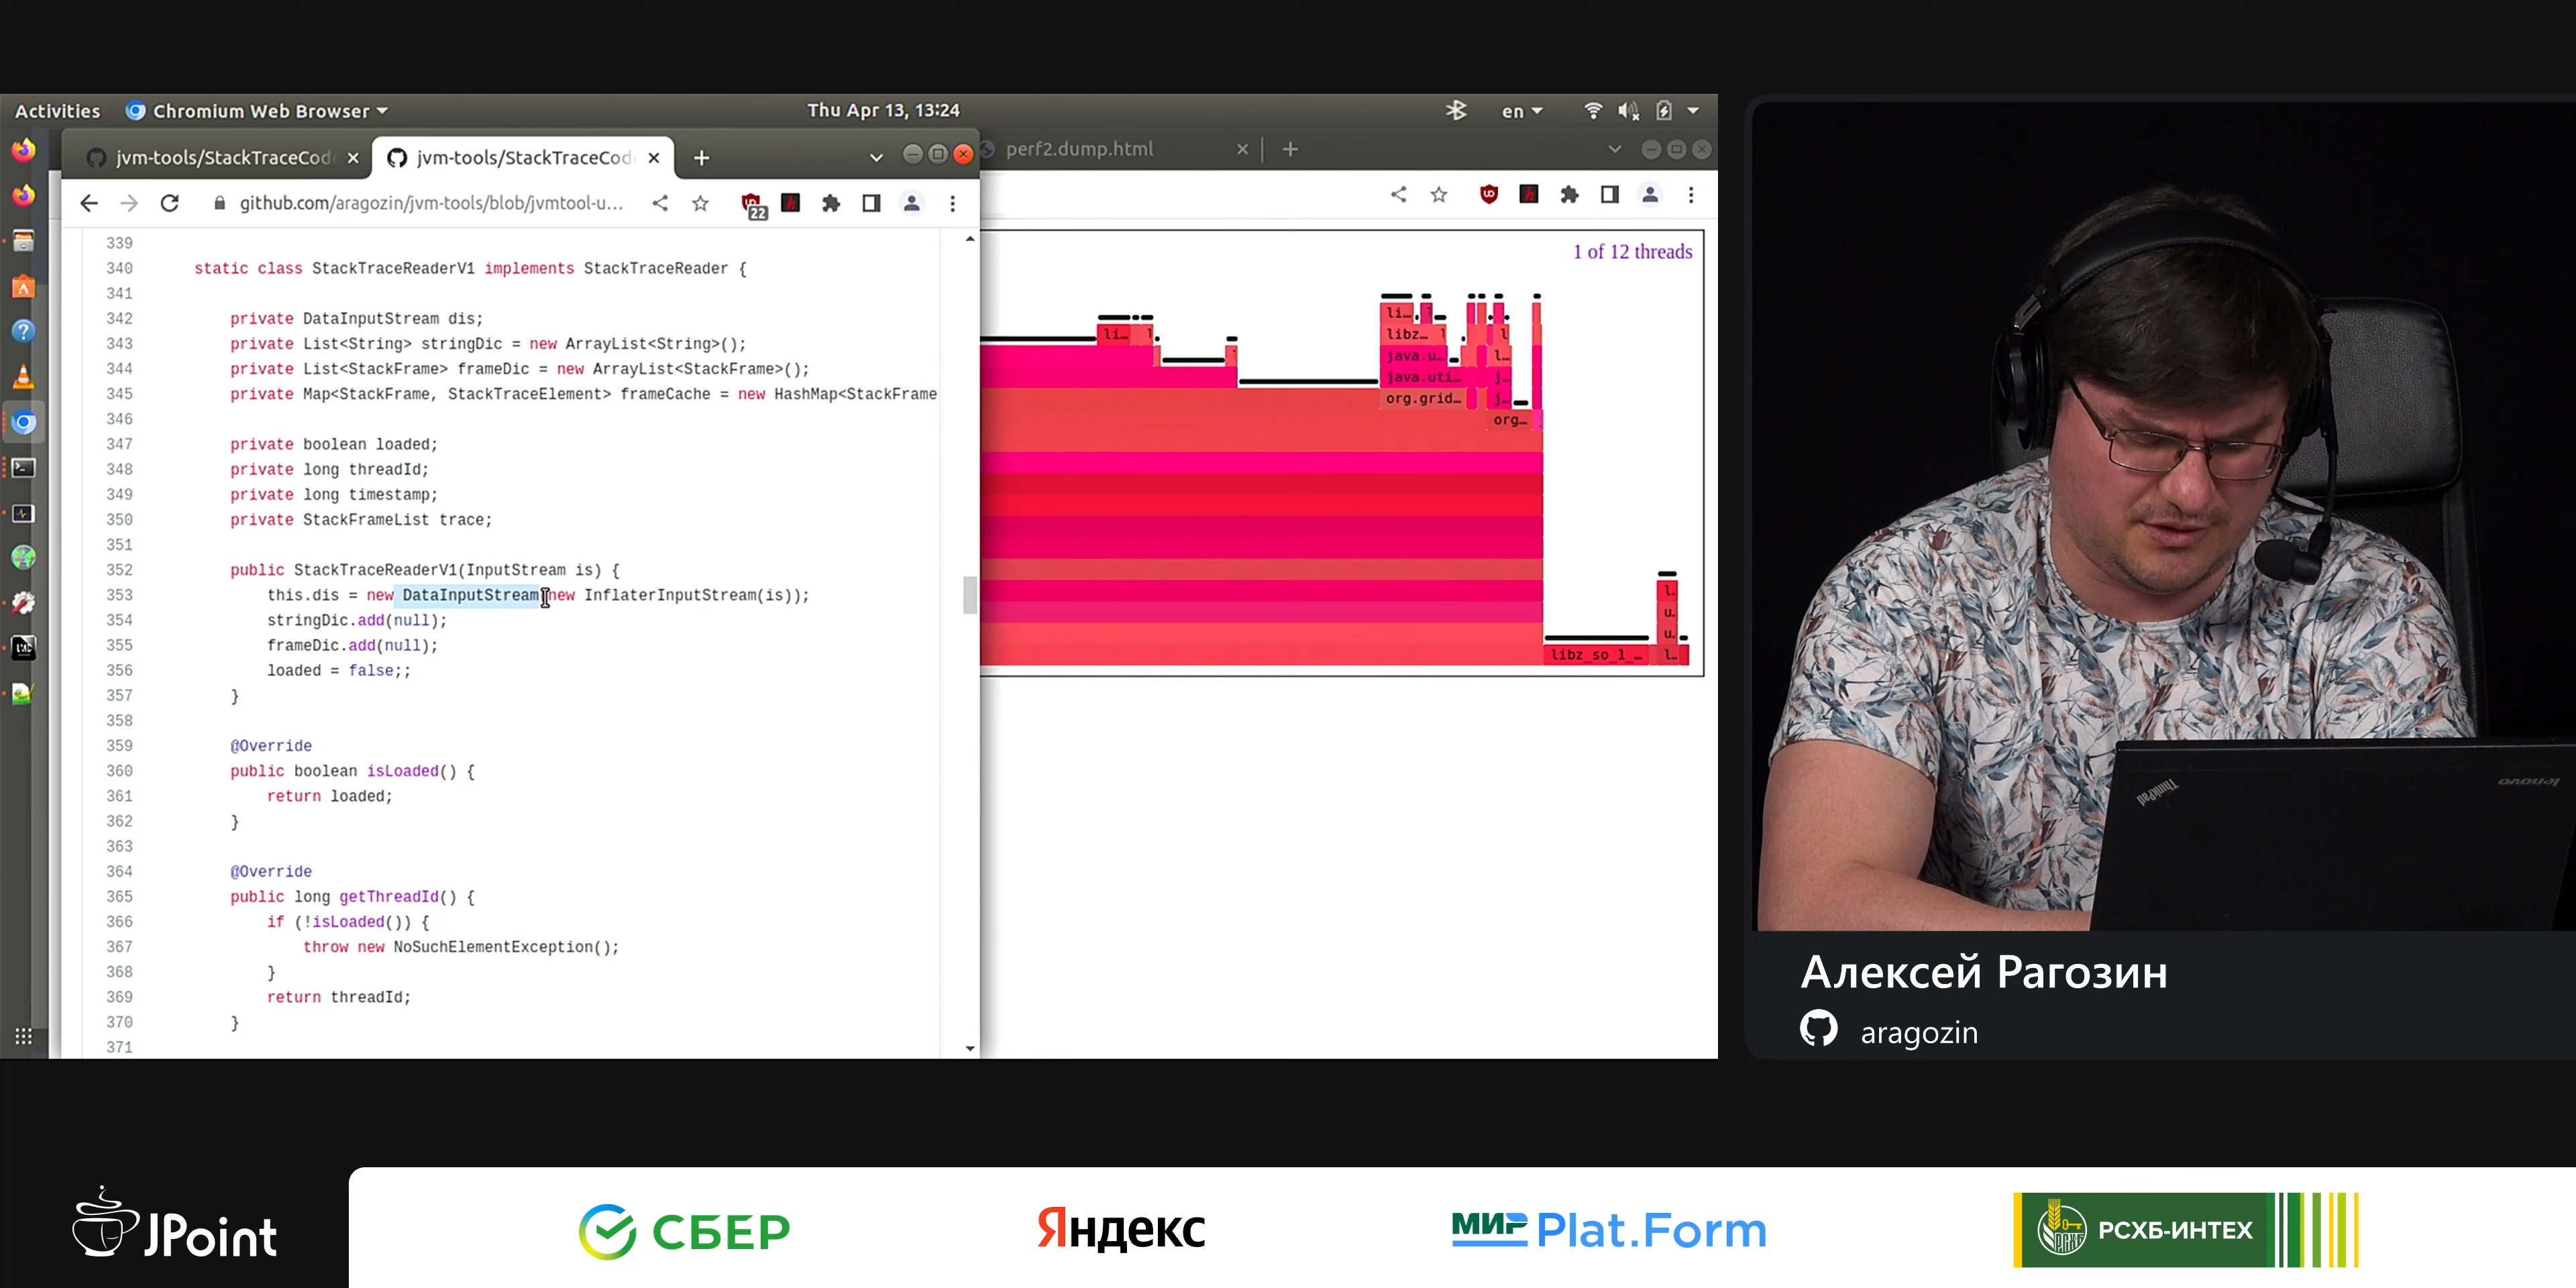 Activities
Chromium Web Browser
Thu Apr 13, 13:24
en
jvm-tools/StackTraceCod
jvm-tools/StackTraceCod
perf2.dump.html
github.com/aragozin/jvm-tools/blob/jvmtool-u...
22
339
340 static class StackTraceReaderV1 implements StackTraceReader {
341
342 private DataInputStream dis;
343 private List<String> stringDic = new ArrayList<String>();
344 private List<StackFrame> frameDic = new ArrayList<StackFrame>();
345 private Map<StackFrame, StackTraceElement> frameCache = new HashMap<StackFrame
346
347 private boolean loaded;
348 private long threadId;
349 private long timestamp;
350 private StackFrameList trace;
351
352 public StackTraceReaderV1(InputStream is) {
353 this.dis = new DataInputStream(new InflaterInputStream(is));
354 stringDic.add(null);
355 frameDic.add(null);
356 loaded = false;;
357 }
358
359 @Override
360 public boolean isLoaded() {
361 return loaded;
362 }
363
364 @Override
365 public long getThreadId() {
366 if (!isLoaded()) {
367 throw new NoSuchElementException();
368 }
369 return threadId;
370 }
371
1 of 12 threads
li…
li…
libz…
l
java.u…
l…
java.uti…
j…
org.grid…
j…
org…
l.
u.
u.
libz_so_1_…
l.
ThinkPad
lenovo
Алексей Рагозин
aragozin
JPoint
СБЕР
Яндекс
МИР Plat.Form
РСХБ-ИНТЕХ